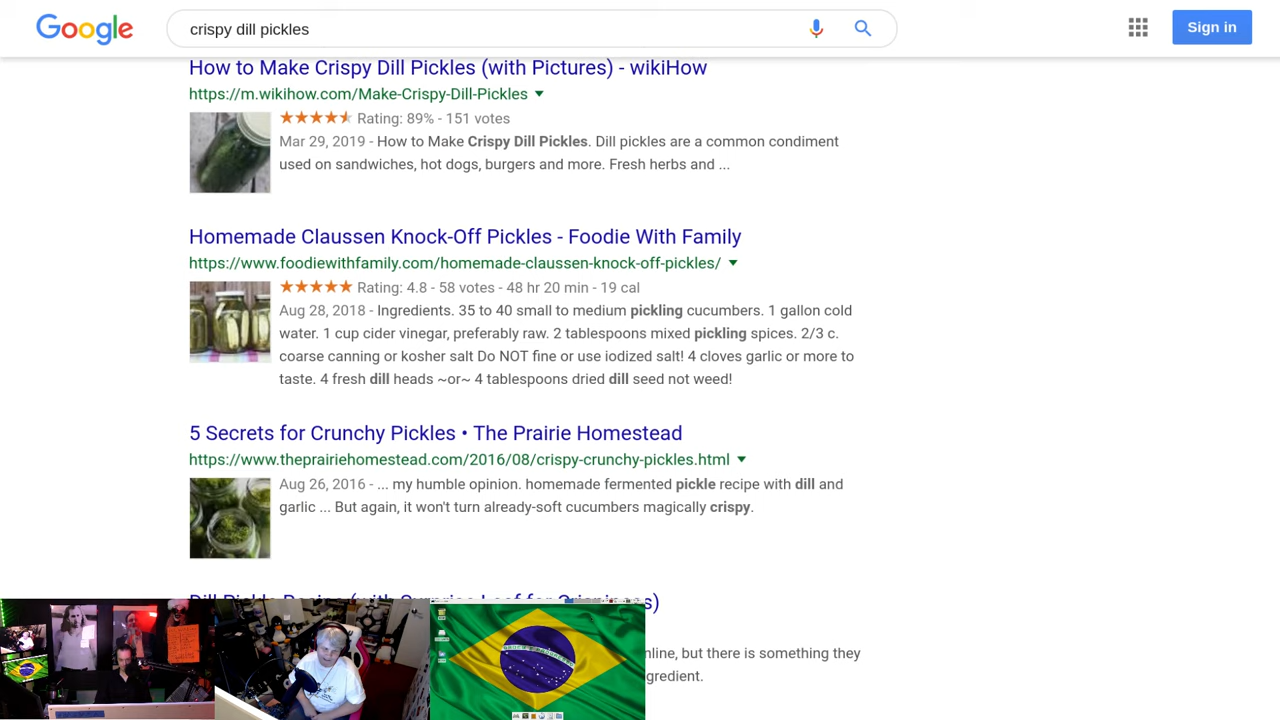 Google
crispy dill pickles
Sign in
How to Make Crispy Dill Pickles (with Pictures) - wikiHow
https://m.wikihow.com/Make-Crispy-Dill-Pickles
Rating: 89% - 151 votes
Mar 29, 2019 - How to Make Crispy Dill Pickles. Dill pickles are a common condiment
used on sandwiches, hot dogs, burgers and more. Fresh herbs and ...
Homemade Claussen Knock-Off Pickles - Foodie With Family
https://www.foodiewithfamily.com/homemade-claussen-knock-off-pickles/
Rating: 4.8 - 58 votes - 48 hr 20 min - 19 cal
Aug 28, 2018 - Ingredients. 35 to 40 small to medium pickling cucumbers. 1 gallon cold
water. 1 cup cider vinegar, preferably raw. 2 tablespoons mixed pickling spices. 2/3 c.
coarse canning or kosher salt Do NOT fine or use iodized salt! 4 cloves garlic or more to
taste. 4 fresh dill heads ~or~ 4 tablespoons dried dill seed not weed!
5 Secrets for Crunchy Pickles • The Prairie Homestead
https://www.theprairiehomestead.com/2016/08/crispy-crunchy-pickles.html
Aug 26, 2016 - ... my humble opinion. homemade fermented pickle recipe with dill and
garlic ... But again, it won't turn already-soft cucumbers magically crispy.
Dill Pickle Recipe (with Surprise Leaf for Crispiness)
nline, but there is something they
gredient.